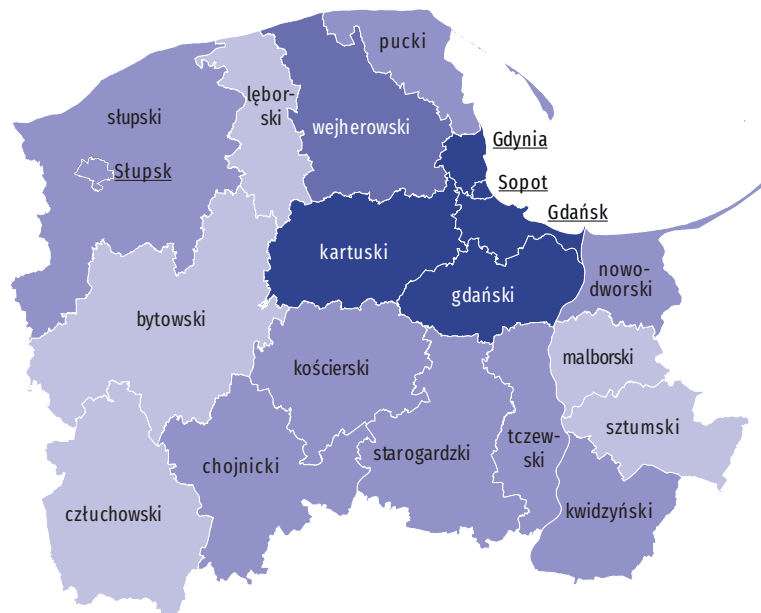 pucki
lębor-
ski
słupski
wejherowski
Gdynia
Słupsk
Sopot
Gdańsk
kartuski
nowo-
dworski
gdański
bytowski
malborski
kościerski
sztumski
tczew-
ski
starogardzki
chojnicki
człuchowski
kwidzyński